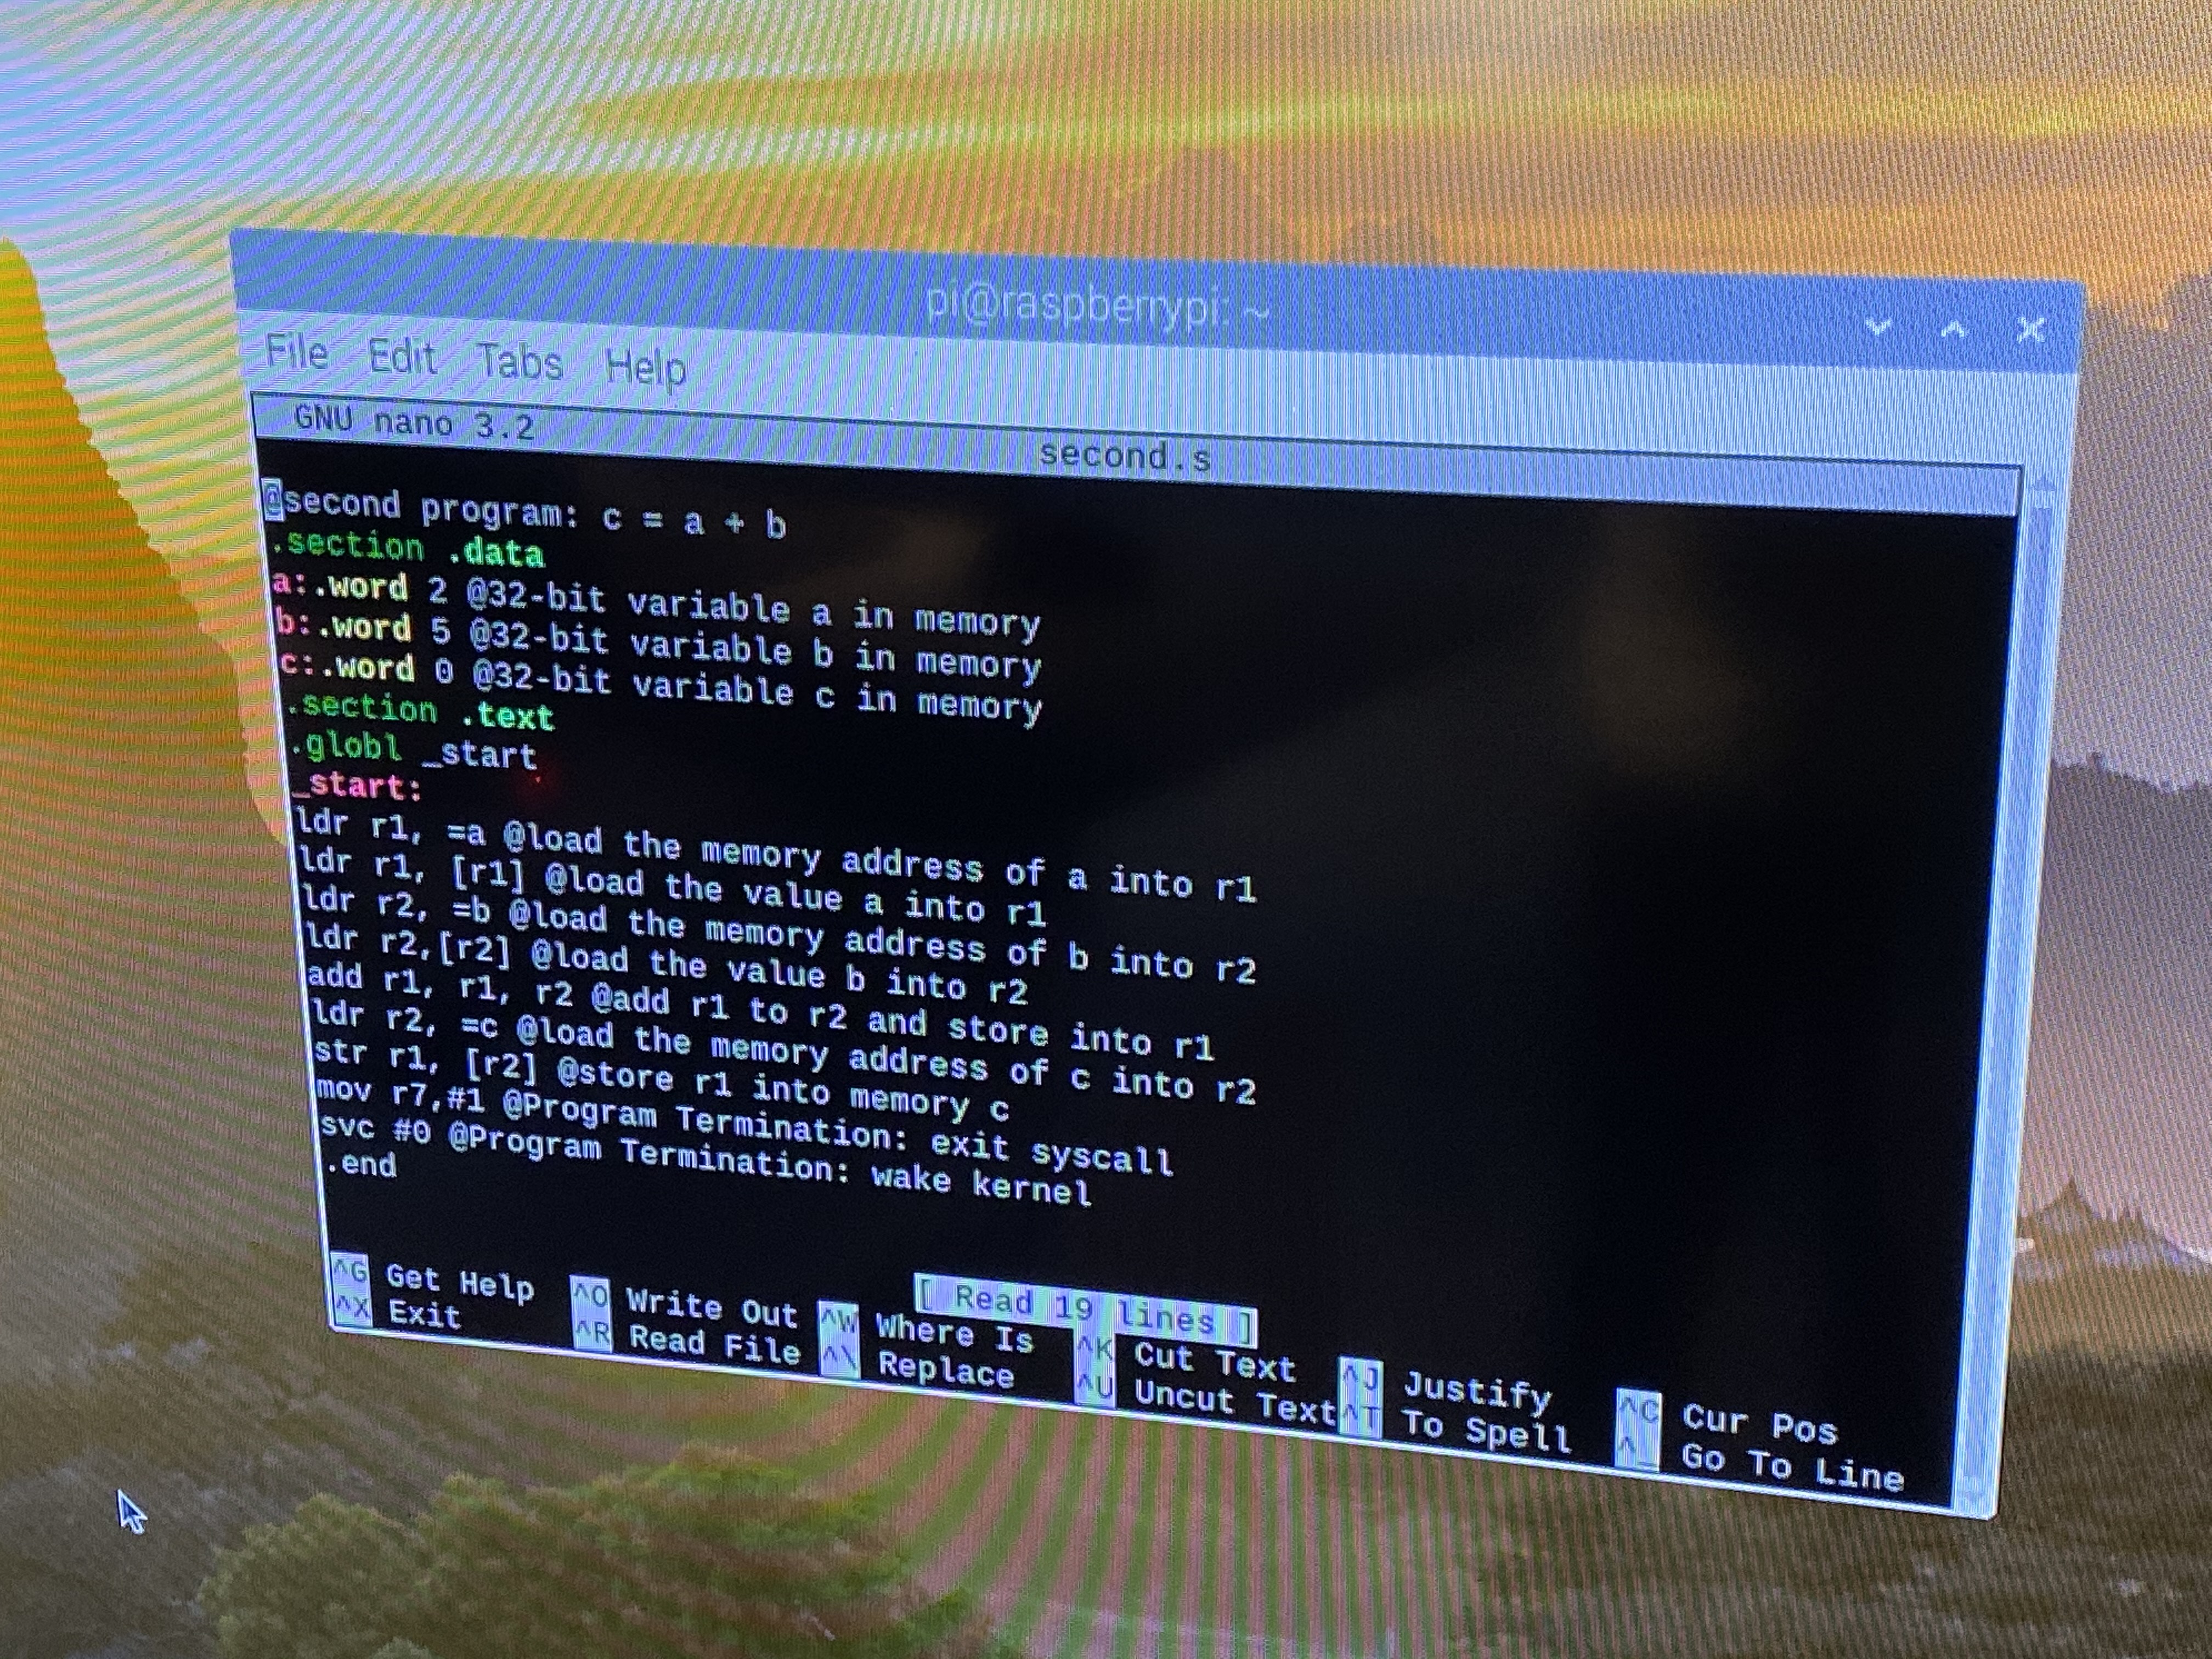 pi@raspberrypi: ~
File Edit Tabs Help
GNU nano 3.2 second.s
@second program: c = a + b
.section .data
a:.word 2 @32-bit variable a in memory
b:.word 5 @32-bit variable b in memory
c:.word 0 @32-bit variable c in memory
.section .text
.globl _start
_start:
ldr r1, =a @load the memory address of a into r1
ldr r1, [r1] @load the value a into r1
ldr r2, =b @load the memory address of b into r2
ldr r2,[r2] @load the value b into r2
add r1, r1, r2 @add r1 to r2 and store into r1
ldr r2, =c @load the memory address of c into r2
str r1, [r2] @store r1 into memory c
mov r7,#1 @Program Termination: exit syscall
svc #0 @Program Termination: wake kernel
.end
[ Read 19 lines ]
^G Get Help ^O Write Out ^W Where Is ^K Cut Text ^J Justify ^C Cur Pos
^X Exit ^R Read File ^\ Replace ^U Uncut Text ^T To Spell ^_ Go To Line